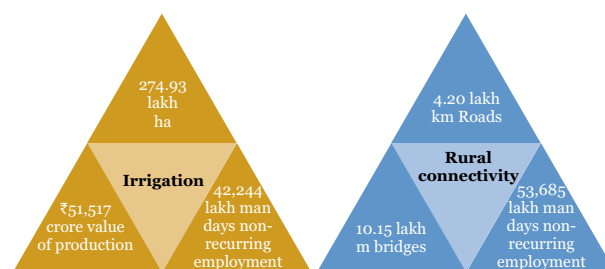 274.93
lakh
ha
Irrigation
₹51,517
crore value
of production
42,244
lakh man
days non-
recurring
employment
4.20 lakh
km Roads
Rural
connectivity
10.15 lakh
m bridges
53,685
lakh man
days non-
recurring
employment